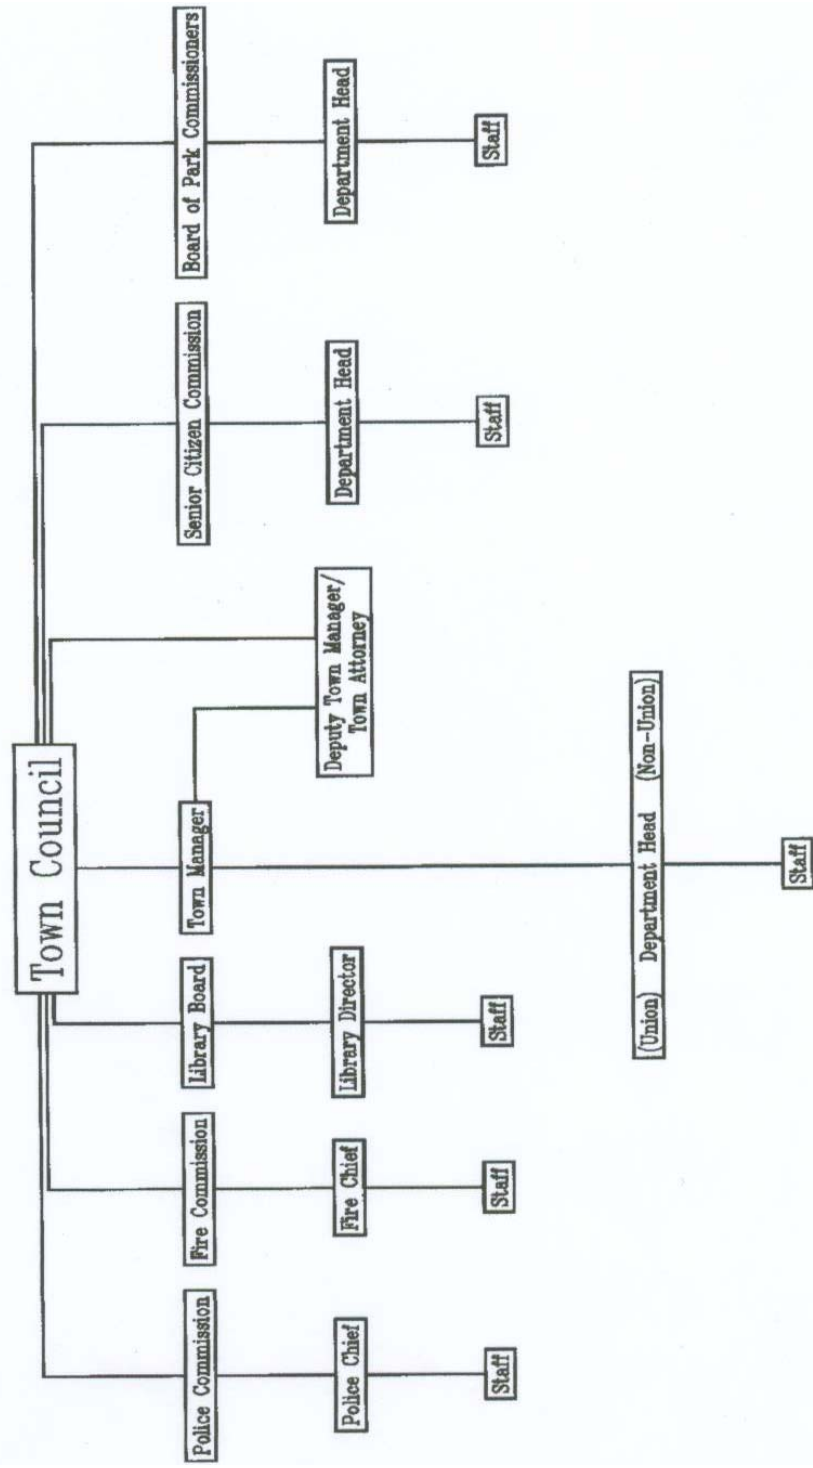 Town Council
Police Commission
Fire Commission
Library Board
Town Manager
Senior Citizen Commission
Board of Park Commissioners
Police Chief
Fire Chief
Library Director
Deputy Town Manager/
Town Attorney
Department Head
Department Head
Staff
Staff
Staff
Staff
Staff
(Union) Department Head (Non-Union)
Staff